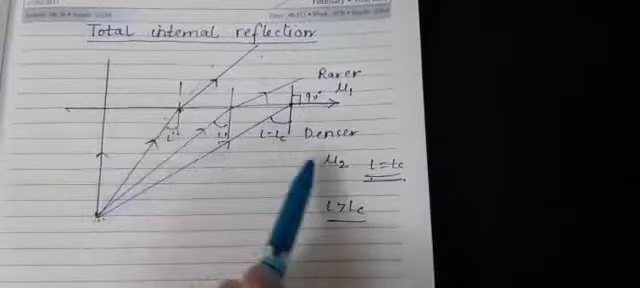 Total internal reflection
Rarer
μ₁
90°
i
i
i=ic
Denser
μ₂
i=ic
i>ic